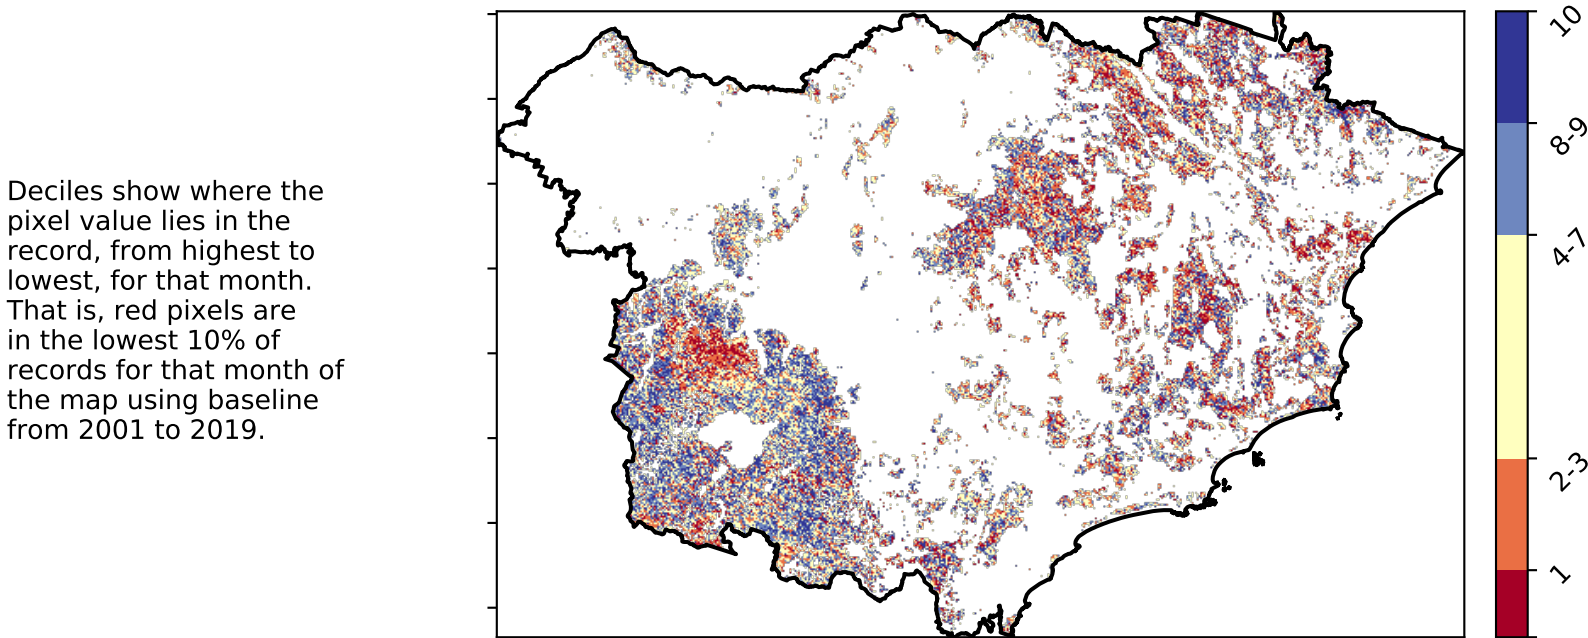 Deciles show where the
pixel value lies in the
record, from highest to
lowest, for that month.
That is, red pixels are
in the lowest 10% of
records for that month of
the map using baseline
from 2001 to 2019.
10
8-9
4-7
2-3
1